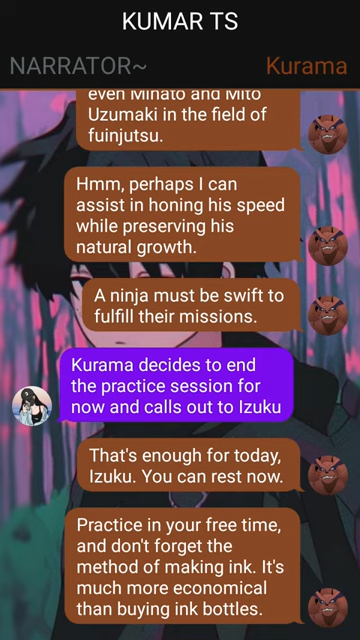 KUMAR TS
NARRATOR~ Kurama
even Minato and Mito
Uzumaki in the field of
fuinjutsu.
Hmm, perhaps I can
assist in honing his speed
while preserving his
natural growth.
A ninja must be swift to
fulfill their missions.
Kurama decides to end
the practice session for
now and calls out to Izuku
That's enough for today,
Izuku. You can rest now.
Practice in your free time,
and don't forget the
method of making ink. It's
much more economical
than buying ink bottles.